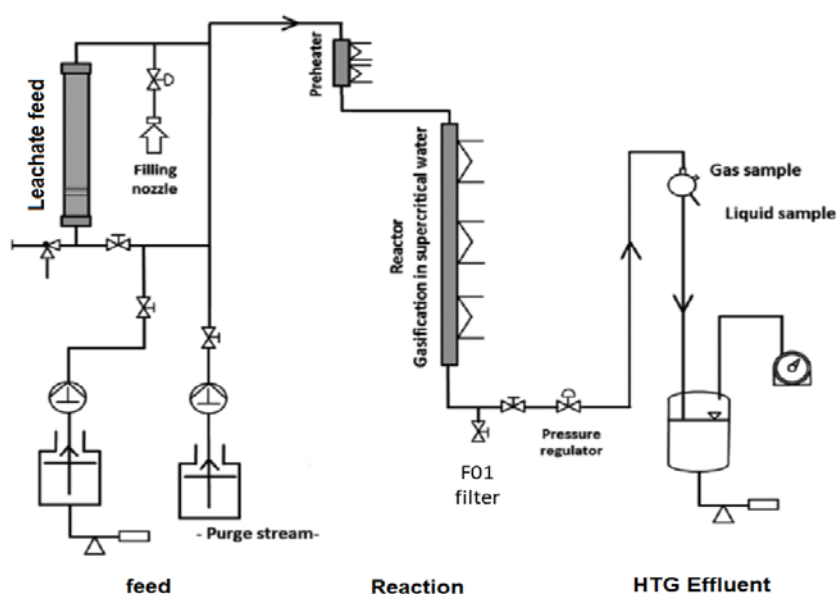 Leachate feed
Filling
nozzle
Preheater
Reactor
Gasification in supercritical water
Gas sample
Liquid sample
Pressure
regulator
F01
filter
- Purge stream-
feed
Reaction
HTG Effluent